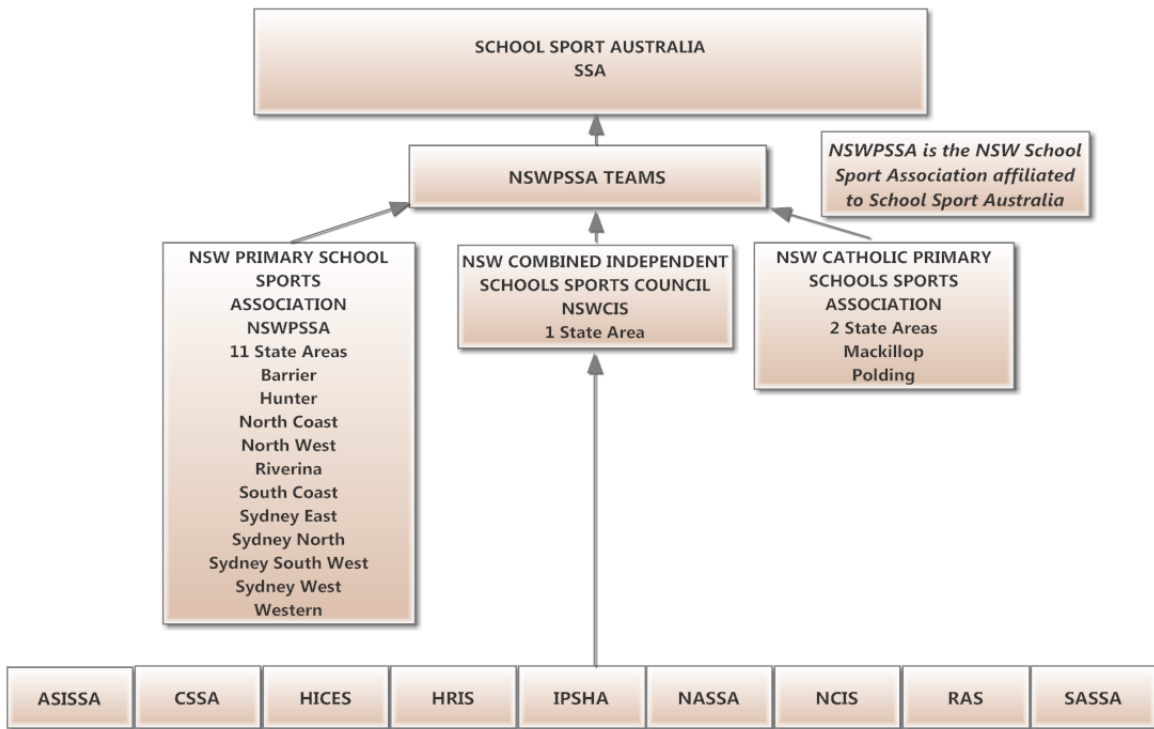 SCHOOL SPORT AUSTRALIA
SSA
NSWPSSA TEAMS
NSWPSSA is the NSW School
Sport Association affiliated
to School Sport Australia
NSW PRIMARY SCHOOL
SPORTS
ASSOCIATION
NSWPSSA
11 State Areas
Barrier
Hunter
North Coast
North West
Riverina
South Coast
Sydney East
Sydney North
Sydney South West
Sydney West
Western
NSW COMBINED INDEPENDENT
SCHOOLS SPORTS COUNCIL
NSWCIS
1 State Area
NSW CATHOLIC PRIMARY
SCHOOLS SPORTS
ASSOCIATION
2 State Areas
Mackillop
Polding
ASISSA
CSSA
HICES
HRIS
IPSHA
NASSA
NCIS
RAS
SASSA